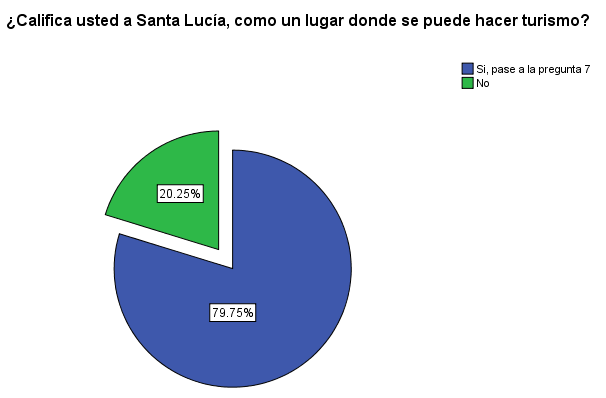 ¿Califica usted a Santa Lucía, como un lugar donde se puede hacer turismo?
Si, pase a la pregunta 7
No
20.25%
79.75%